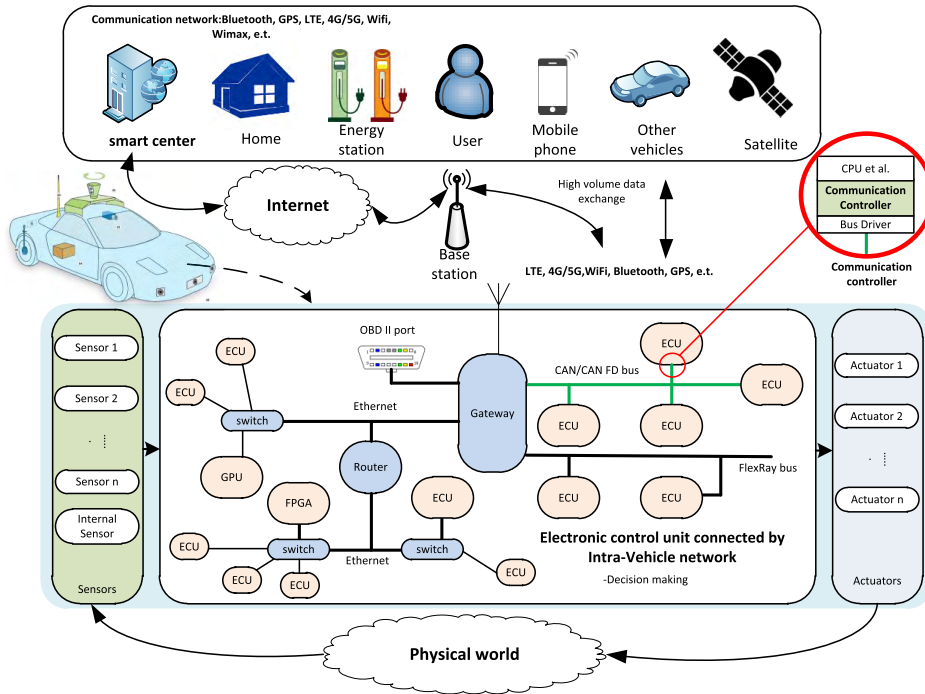 Communication network:Bluetooth, GPS, LTE, 4G/5G, Wifi,
Wimax, e.t.
smart center
Home
Energy
station
User
Mobile
phone
Other
vehicles
Satellite
CPU et al.
Communication
Controller
Bus Driver
Communication
controller
Internet
Base
station
High volume data
exchange
LTE, 4G/5G,WiFi, Bluetooth, GPS, e.t.
Sensor 1
Sensor 2
Sensor n
Internal
Sensor
Sensors
OBD II port
ECU
ECU
switch
GPU
Ethernet
Router
Gateway
CAN/CAN FD bus
ECU
ECU
ECU
ECU
FlexRay bus
ECU
ECU
FPGA
ECU
ECU
switch
switch
Ethernet
ECU
ECU
ECU
Electronic control unit connected by
Intra-Vehicle network
-Decision making
Actuator 1
Actuator 2
Actuator n
Actuators
Physical world